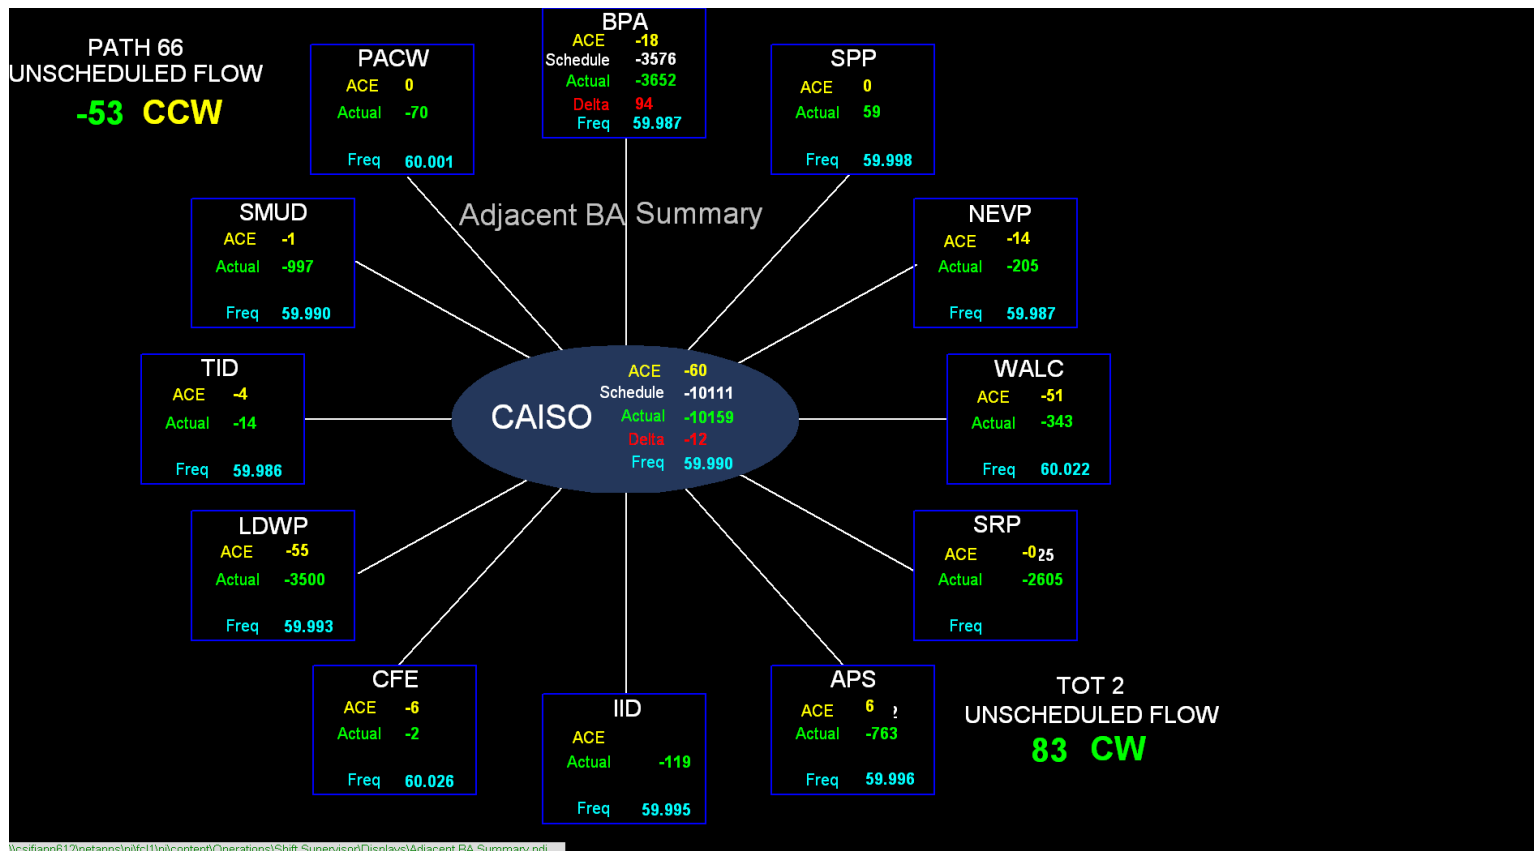 PATH 66
UNSCHEDULED FLOW
-53 CCW
PACW
ACE 0
Actual -70
Freq 60.001
BPA
ACE -18
Schedule -3576
Actual -3652
Delta 94
Freq 59.987
SPP
ACE 0
Actual 59
Freq 59.998
Adjacent BA Summary
SMUD
ACE -1
Actual -997
Freq 59.990
NEVP
ACE -14
Actual -205
Freq 59.987
TID
ACE -4
Actual -14
Freq 59.986
CAISO
ACE -60
Schedule -10111
Actual -10159
Delta -12
Freq 59.990
WALC
ACE -51
Actual -343
Freq 60.022
LDWP
ACE -55
Actual -3500
Freq 59.993
SRP
ACE -0 25
Actual -2605
Freq
CFE
ACE -6
Actual -2
Freq 60.026
IID
ACE
Actual -119
Freq 59.995
APS
ACE 6
Actual -763
Freq 59.996
TOT 2
UNSCHEDULED FLOW
83 CW